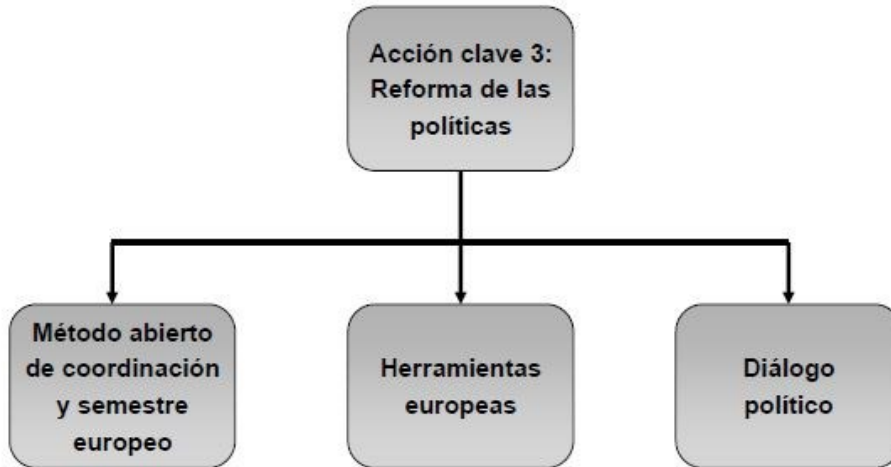 Acción clave 3:
Reforma de las
políticas
Método abierto
de coordinación
y semestre
europeo
Herramientas
europeas
Diálogo
político